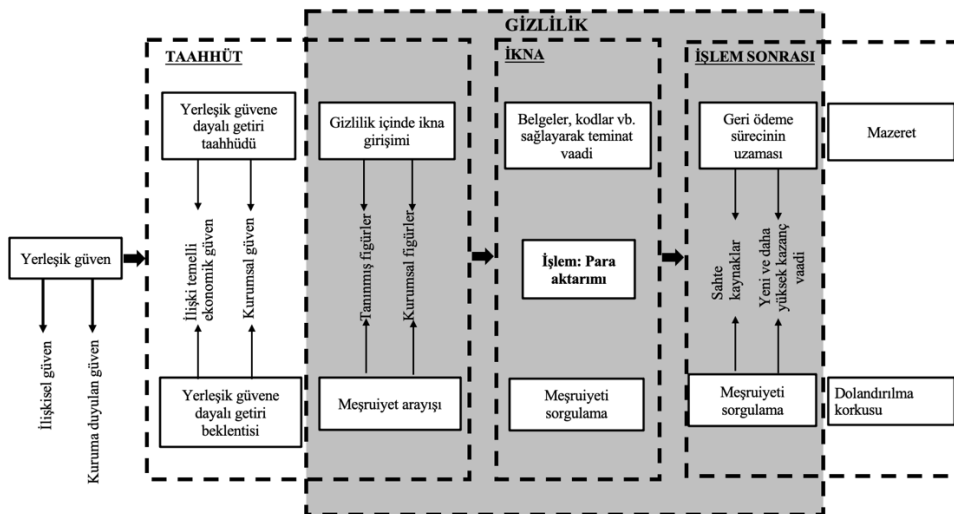 GİZLİLİK
TAAHHÜT
İKNA
İŞLEM SONRASI
Yerleşik güvene
dayalı getiri
taahhüdü
Gizlilik içinde ikna
girişimi
Belgeler, kodlar vb.
sağlayarak teminat
vaadi
Geri ödeme
sürecinin
uzaması
Mazeret
Yerleşik güven
İlişki temelli
ekonomik güven
Kurumsal güven
Tanınmış figürler
Kurumsal figürler
İşlem: Para
aktarımı
Sahte
kaynaklar
Yeni ve daha
yüksek kazanç
vaadi
İlişkisel güven
Kuruma duyulan güven
Yerleşik güvene
dayalı getiri
beklentisi
Meşruiyet arayışı
Meşruiyeti
sorgulama
Meşruiyeti
sorgulama
Dolandırılma
korkusu